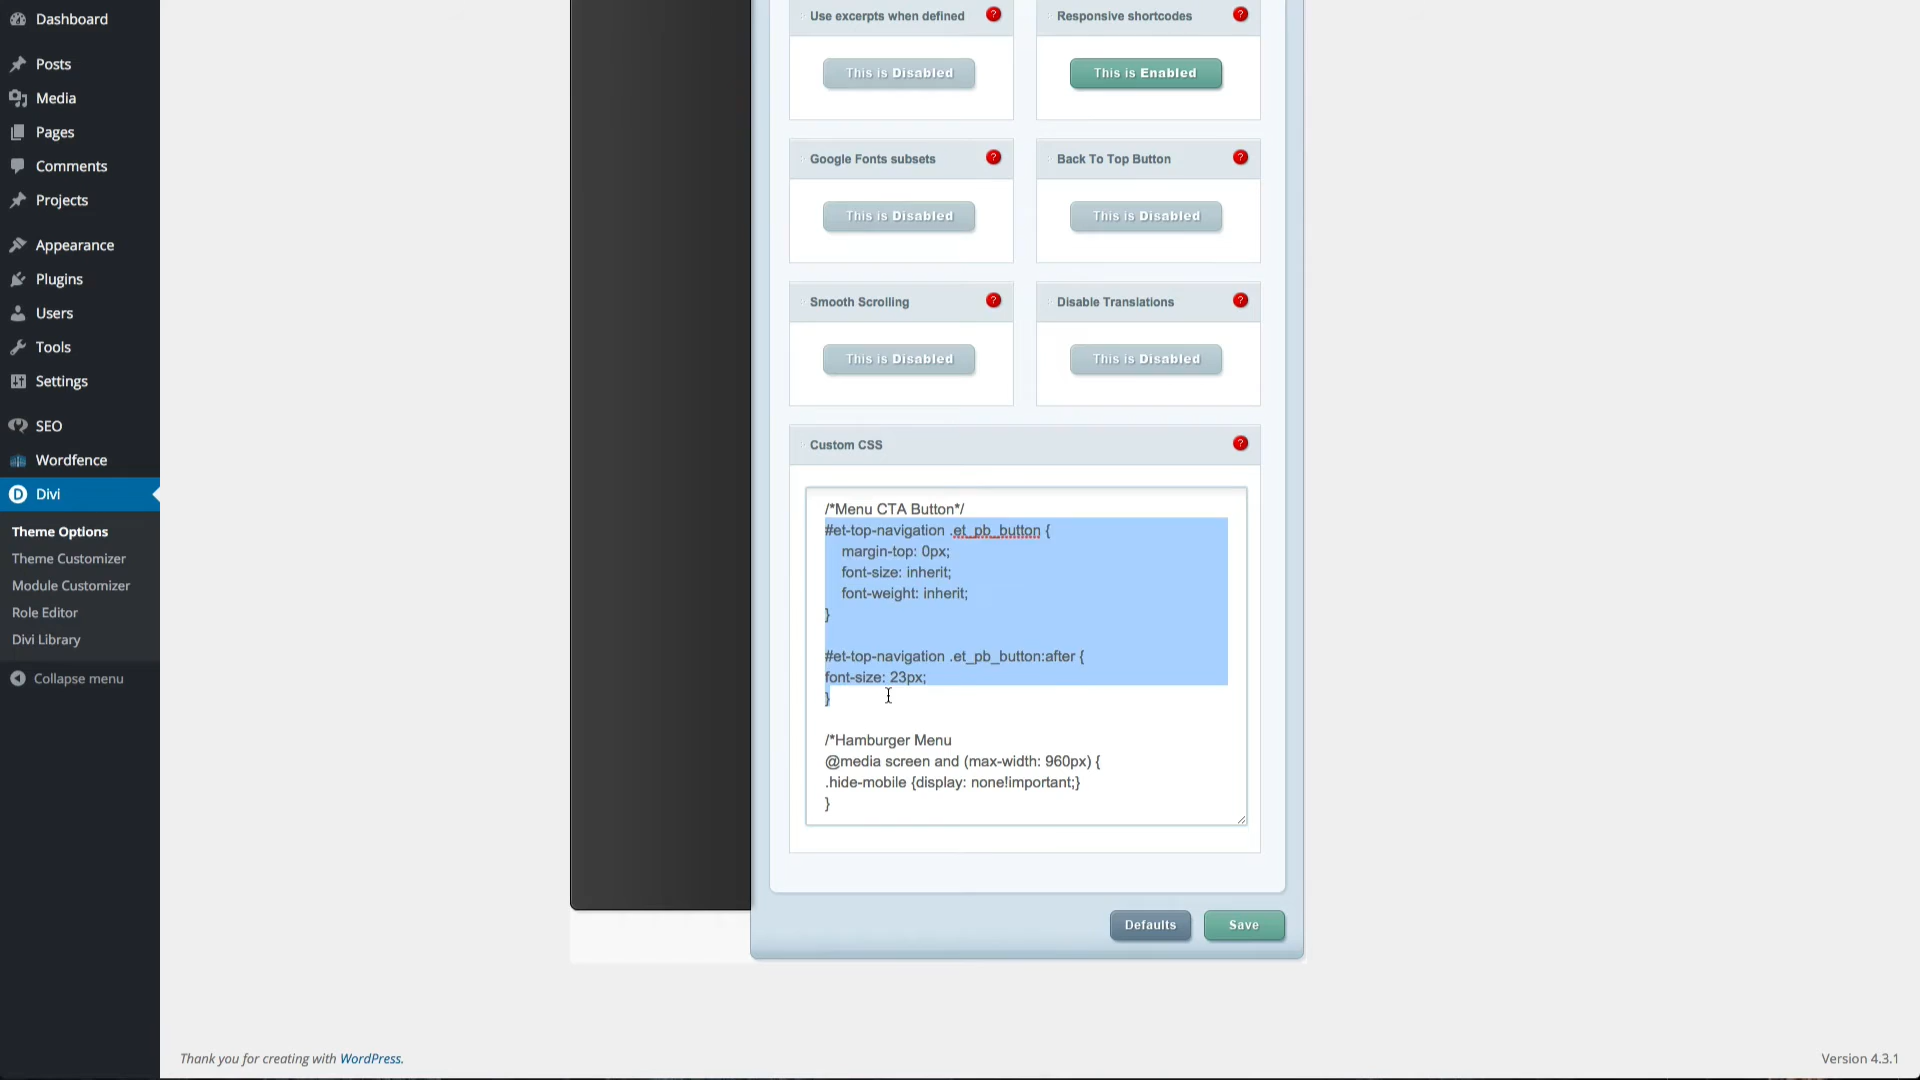 Dashboard
Posts
Media
Pages
Comments
Projects
Appearance
Plugins
Users
Tools
Settings
SEO
Wordfence
Divi
Theme Options
Theme Customizer
Module Customizer
Role Editor
Divi Library
Collapse menu
Use excerpts when defined ?
This is Disabled
Responsive shortcodes ?
This is Enabled
Google Fonts subsets ?
This is Disabled
Back To Top Button ?
This is Disabled
Smooth Scrolling ?
This is Disabled
Disable Translations ?
This is Disabled
Custom CSS ?
/*Menu CTA Button*/
#et-top-navigation .et_pb_button {
margin-top: 0px;
font-size: inherit;
font-weight: inherit;
}
#et-top-navigation .et_pb_button:after {
font-size: 23px;
}
/*Hamburger Menu
@media screen and (max-width: 960px) {
.hide-mobile {display: none!important;}
}
Defaults Save
Thank you for creating with WordPress.
Version 4.3.1